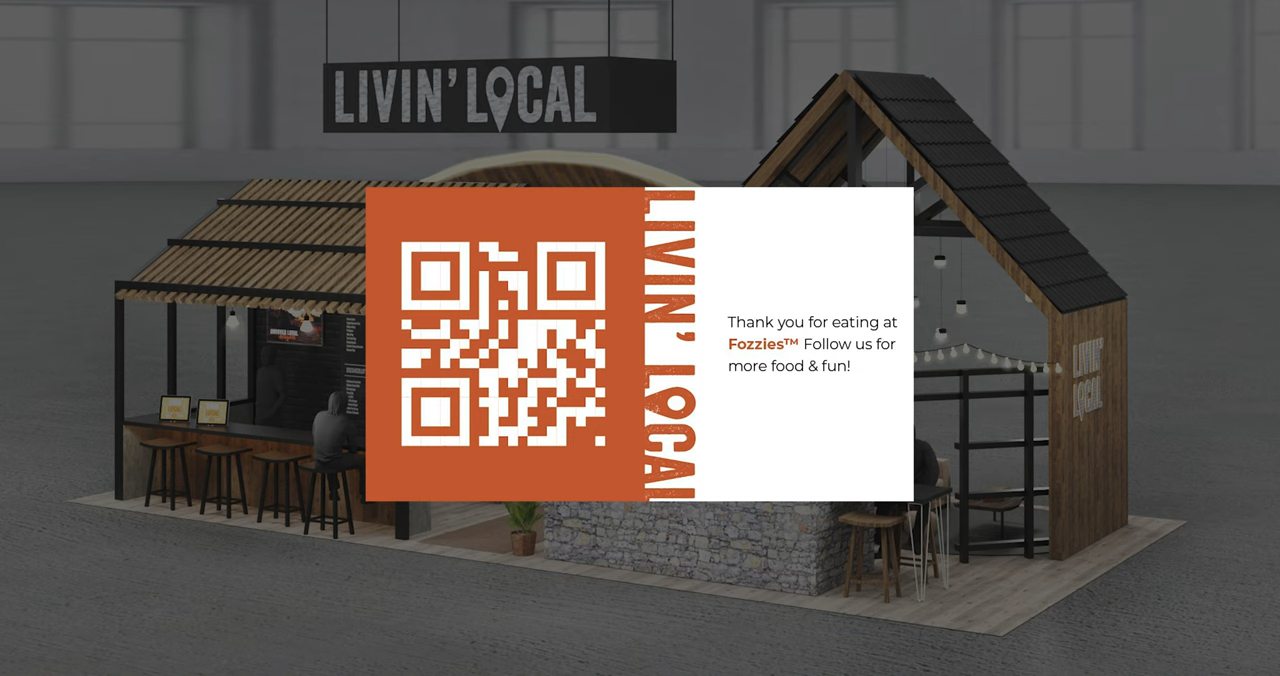 LIVIN' LOCAL
LIVIN' LOCAL
Thank you for eating at
Fozzies™ Follow us for
more food & fun!
LIVIN'
LOCAL